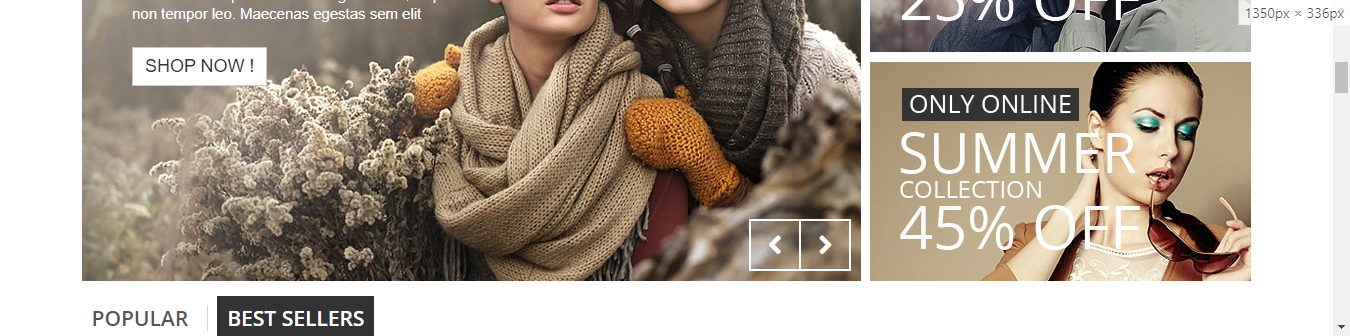 non tempor leo. Maecenas egestas sem elit
SHOP NOW !
25% OFF
1350px × 336px
ONLY ONLINE
SUMMER
COLLECTION
45% OFF
POPULAR
BEST SELLERS